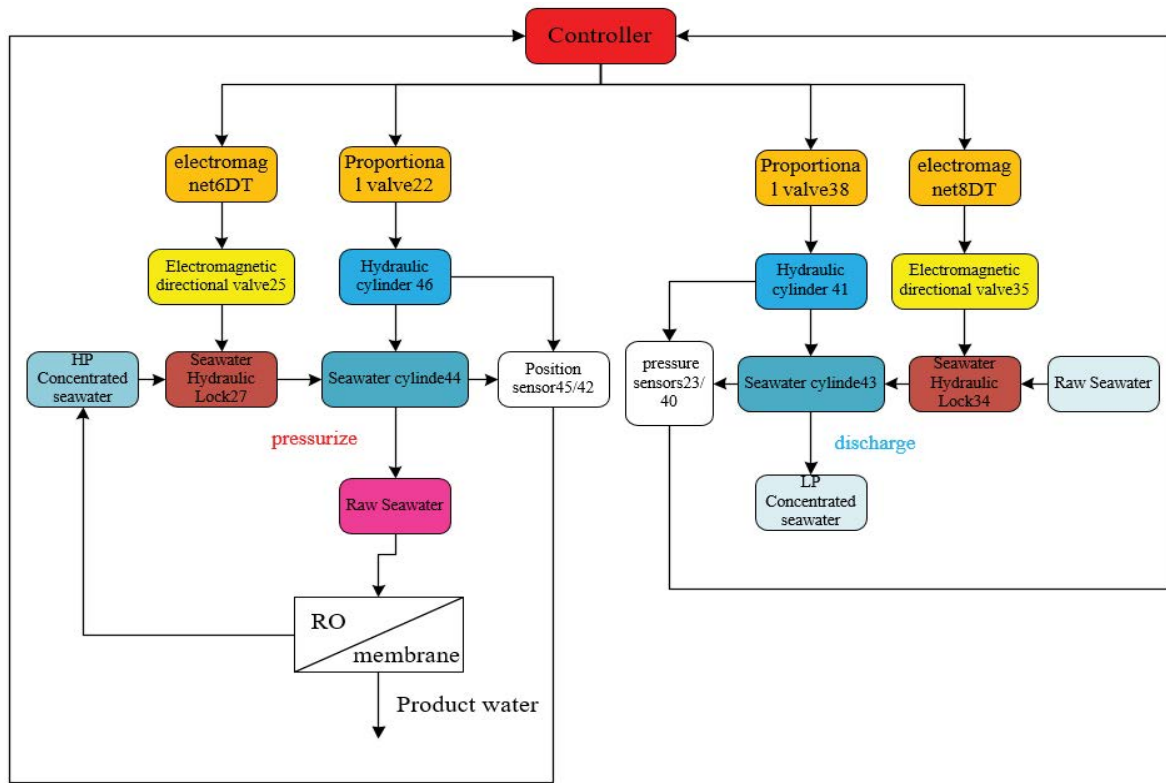 Controller
electromag
net6DT
Proportiona
l valve22
Proportiona
l valve38
electromag
net8DT
Electromagnetic
directional valve25
Hydraulic
cylinder 46
Hydraulic
cylinder 41
Electromagnetic
directional valve35
HP
Concentrated
seawater
Seawater
Hydraulic
Lock27
Seawater cylinde44
Position
sensor45/42
pressure
sensors23/
40
Seawater cylinde43
Seawater
Hydraulic
Lock34
Raw Seawater
pressurize
discharge
Raw Seawater
LP
Concentrated
seawater
RO
membrane
Product water